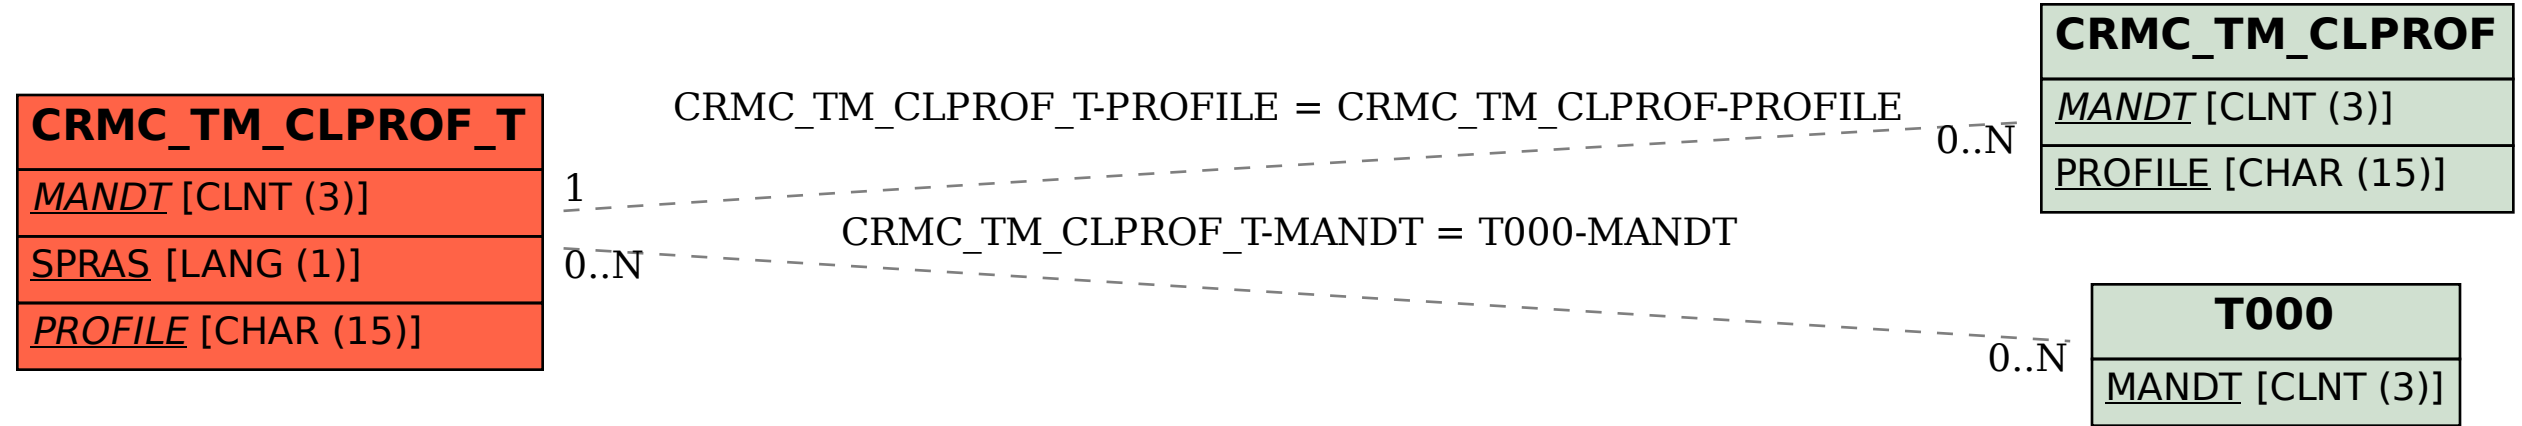 CRMC_TM_CLPROF_T
MANDT [CLNT (3)]
SPRAS [LANG (1)]
PROFILE [CHAR (15)]
CRMC_TM_CLPROF_T-PROFILE = CRMC_TM_CLPROF-PROFILE
1
0..N
CRMC_TM_CLPROF_T-MANDT = T000-MANDT
0..N
0..N
CRMC_TM_CLPROF
MANDT [CLNT (3)]
PROFILE [CHAR (15)]
T000
MANDT [CLNT (3)]